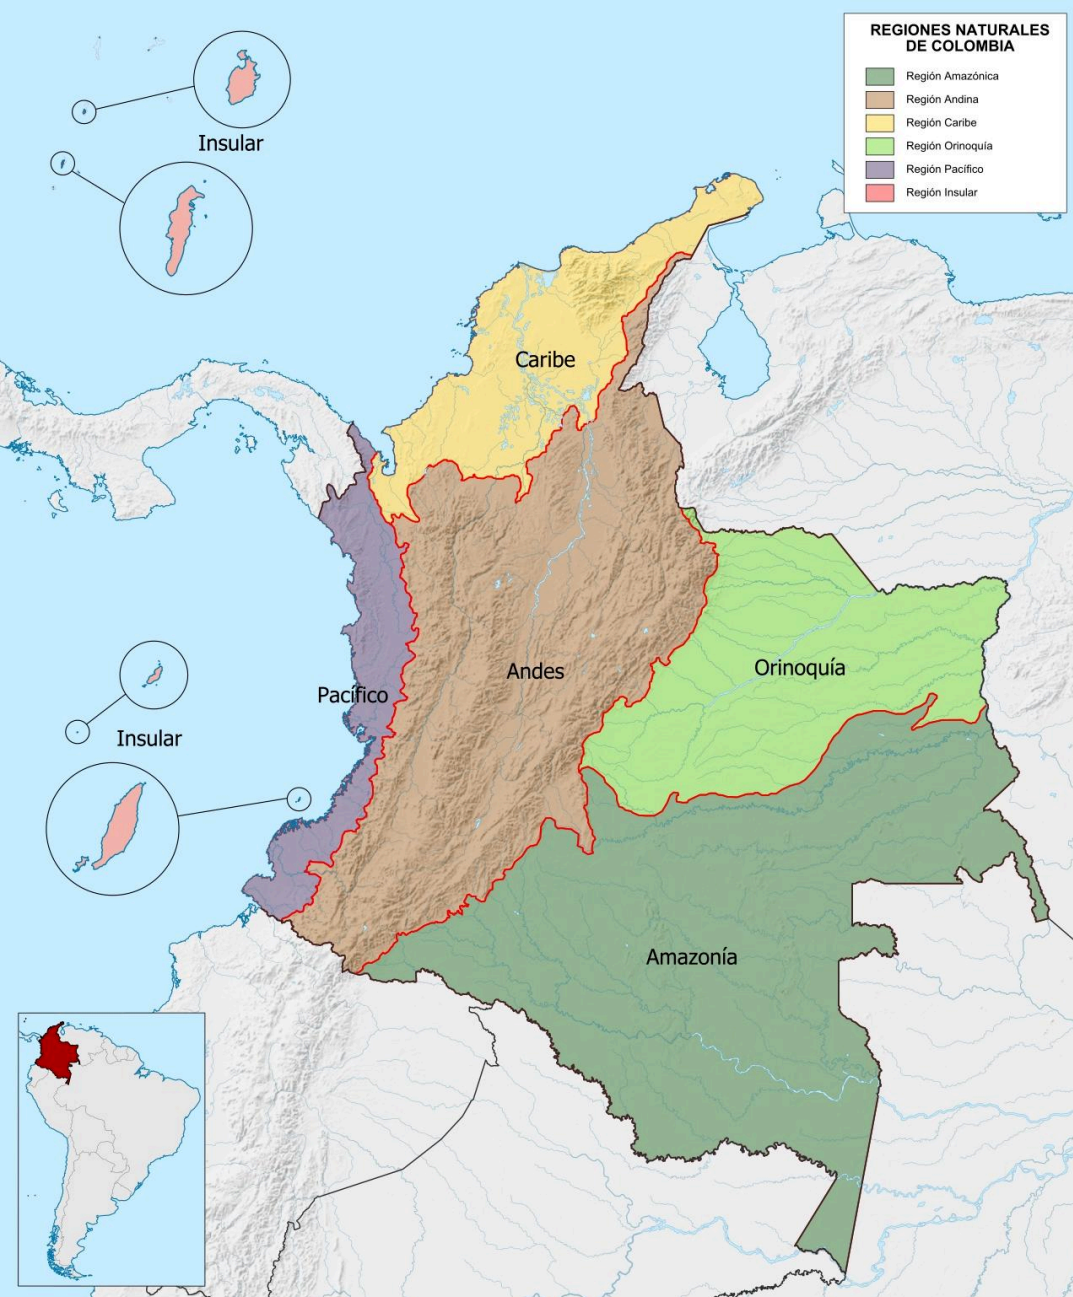 REGIONES NATURALES
DE COLOMBIA
Región Amazónica
Región Andina
Región Caribe
Región Orinoquía
Región Pacífico
Región Insular
Insular
Caribe
Andes
Orinoquía
Pacífico
Insular
Amazonía